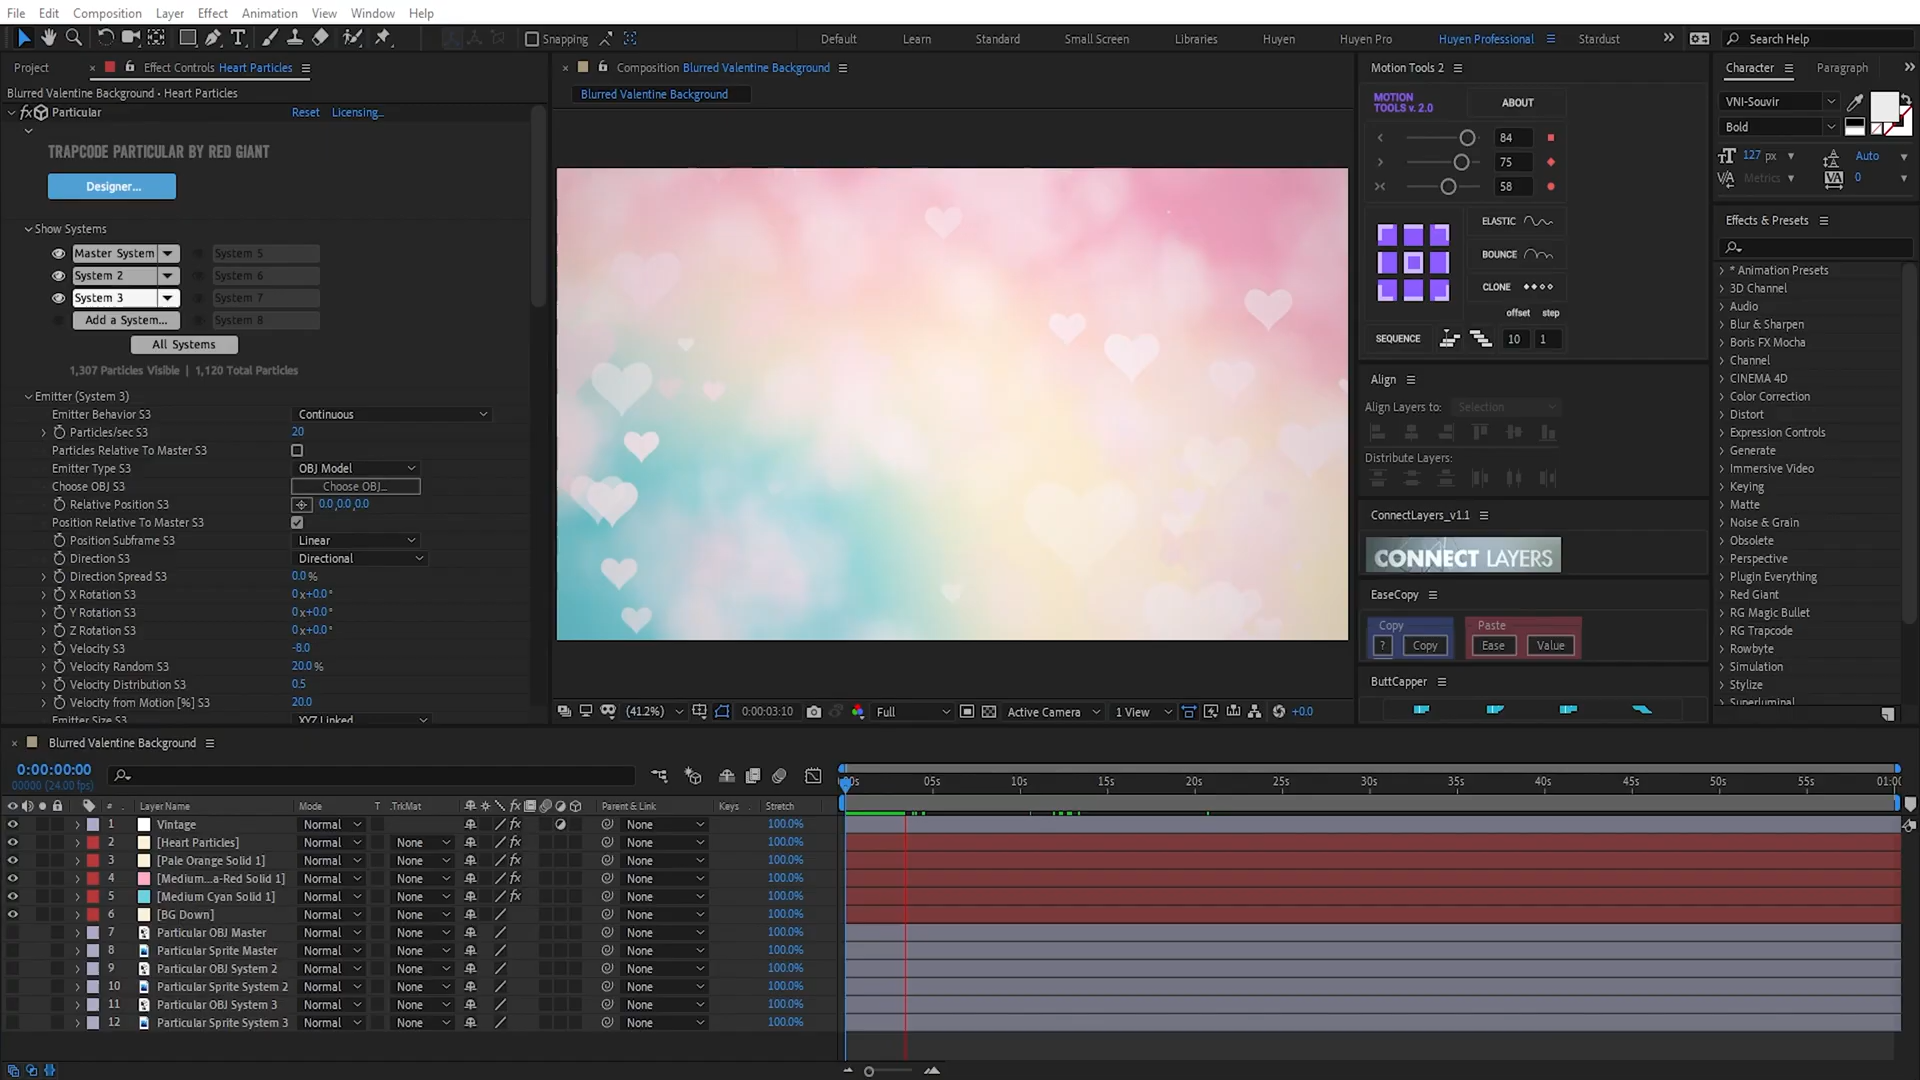 File Edit Composition Layer Effect Animation View Window Help
Snapping Default Learn Standard Small Screen Libraries Huyen Huyen Pro Huyen Professional Stardust Search Help
Project × Effect Controls Heart Particles
Blurred Valentine Background • Heart Particles
fx Particular Reset Licensing...
TRAPCODE PARTICULAR BY RED GIANT
Designer...
Show Systems
Master System System 5
System 2 System 6
System 3 System 7
Add a System... System 8
All Systems
1,307 Particles Visible | 1,120 Total Particles
Emitter (System 3)
Emitter Behavior S3 Continuous
Particles/sec S3 20
Particles Relative To Master S3
Emitter Type S3 OBJ Model
Choose OBJ S3 Choose OBJ...
Relative Position S3 0.0,0.0,0.0
Position Relative To Master S3
Position Subframe S3 Linear
Direction S3 Directional
Direction Spread S3 0.0 %
X Rotation S3 0x+0.0°
Y Rotation S3 0x+0.0°
Z Rotation S3 0x+0.0°
Velocity S3 -8.0
Velocity Random S3 20.0 %
Velocity Distribution S3 0.5
Velocity from Motion [%] S3 20.0
Emitter Size S3 XYZ Linked
× Composition Blurred Valentine Background
Blurred Valentine Background
(41.2%) 0:00:03:10 Full Active Camera 1 View +0.0
Motion Tools 2
MOTION
TOOLS v. 2.0 ABOUT
84
75
58
ELASTIC
BOUNCE
CLONE
offset step
SEQUENCE 10 1
Align
Align Layers to: Selection
Distribute Layers:
ConnectLayers_v1.1
CONNECT LAYERS
EaseCopy
Copy Paste
? Copy Ease Value
ButtCapper
Character Paragraph
VNI-Souvir
Bold
127 px Auto
Metrics 0
Effects & Presets
* Animation Presets
3D Channel
Audio
Blur & Sharpen
Boris FX Mocha
Channel
CINEMA 4D
Color Correction
Distort
Expression Controls
Generate
Immersive Video
Keying
Matte
Noise & Grain
Obsolete
Perspective
Plugin Everything
Red Giant
RG Magic Bullet
RG Trapcode
Rowbyte
Simulation
Stylize
Superluminal
× Blurred Valentine Background
0:00:00:00
00000 (24.00 fps)
:00s 05s 10s 15s 20s 25s 30s 35s 40s 45s 50s 55s 01:0
# Layer Name Mode T .TrkMat fx Parent & Link Keys Stretch
1 Vintage Normal fx None 100.0%
2 [Heart Particles] Normal None fx None 100.0%
3 [Pale Orange Solid 1] Normal None fx None 100.0%
4 [Medium...a-Red Solid 1] Normal None fx None 100.0%
5 [Medium Cyan Solid 1] Normal None fx None 100.0%
6 [BG Down] Normal None None 100.0%
7 Particular OBJ Master Normal None None 100.0%
8 Particular Sprite Master Normal None None 100.0%
9 Particular OBJ System 2 Normal None None 100.0%
10 Particular Sprite System 2 Normal None None 100.0%
11 Particular OBJ System 3 Normal None None 100.0%
12 Particular Sprite System 3 Normal None None 100.0%